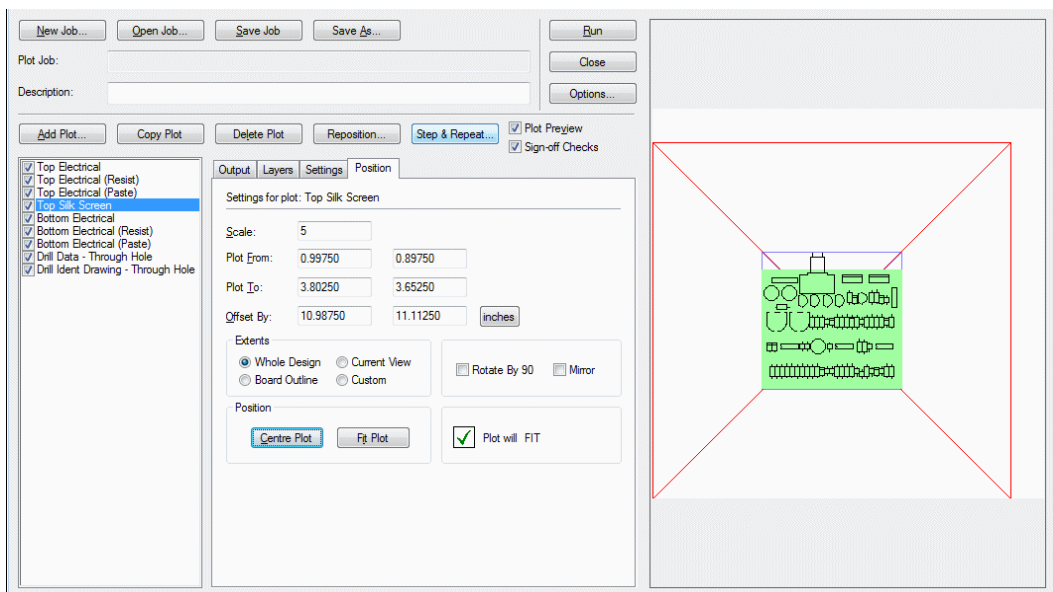 New Job... Open Job... Save Job Save As... Run
Plot Job: Close
Description: Options...
Add Plot... Copy Plot Delete Plot Reposition... Step & Repeat... Plot Preview
Sign-off Checks
Top Electrical
Top Electrical (Resist)
Top Electrical (Paste)
Top Silk Screen
Bottom Electrical
Bottom Electrical (Resist)
Bottom Electrical (Paste)
Drill Data - Through Hole
Drill Ident Drawing - Through Hole
Output Layers Settings Position
Settings for plot: Top Silk Screen
Scale: 5
Plot From: 0.99750 0.89750
Plot To: 3.80250 3.65250
Offset By: 10.98750 11.11250 inches
Extents
Whole Design Current View
Board Outline Custom
Rotate By 90 Mirror
Position
Centre Plot Fit Plot
Plot will FIT